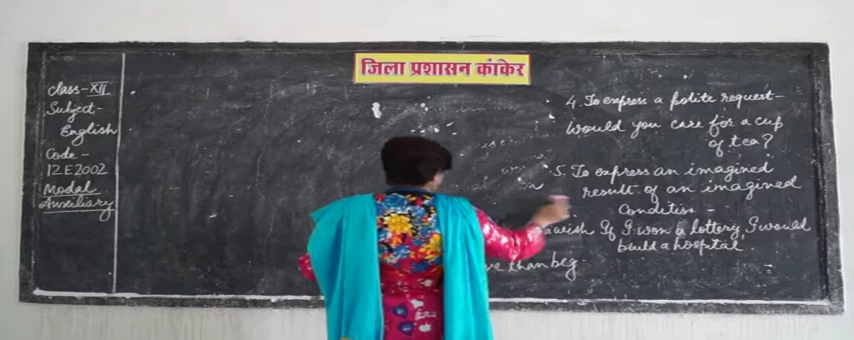 जिला प्रशासन कांकेर
Class-XII
Subject-
English
Code-
12E2002
Modal
Auxiliary
4. To express a polite request-
Would you care for a cup
of tea?
5. To express an imagined
result of an imagined
Condition -
wish If I won a lottery, I would
build a hospital
than beg.